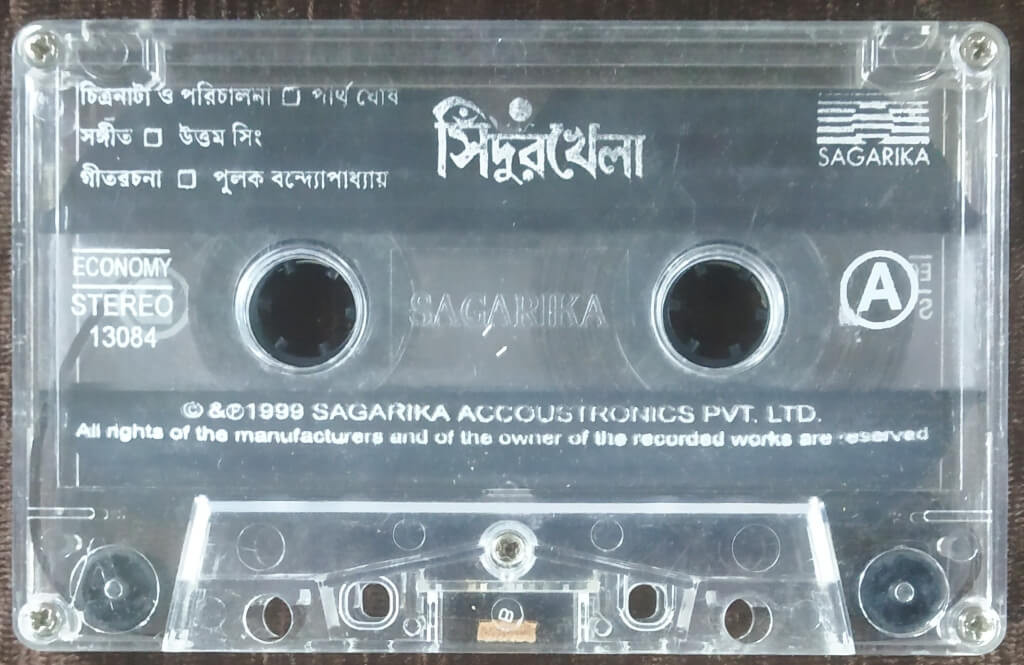 চিত্রনাট্য ও পরিচালনা □ পার্থ ঘোষ
সঙ্গীত □ উত্তম সিং
গীতরচনা □ পুলক বন্দ্যোপাধ্যায়
সিঁদুরখেলা
SAGARIKA
ECONOMY
STEREO
13084
SAGARIKA
A
© &℗1999 SAGARIKA ACCOUSTRONICS PVT. LTD.
All rights of the manufacturers and of the owner of the recorded works are reserved
8